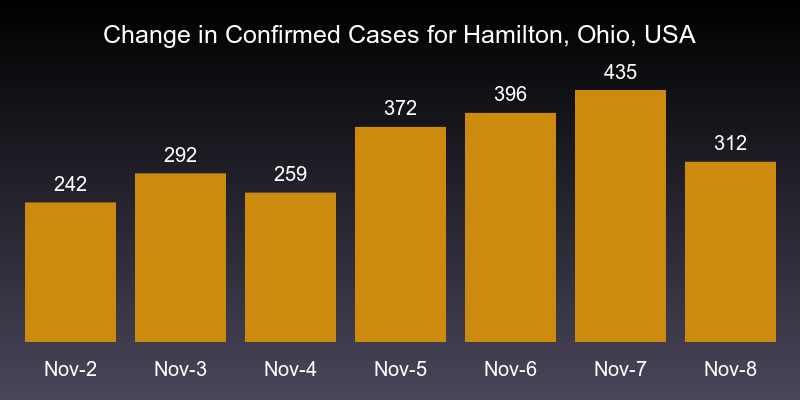 Change in Confirmed Cases for Hamilton, Ohio, USA
242 292 259 372 396 435 312
Nov-2 Nov-3 Nov-4 Nov-5 Nov-6 Nov-7 Nov-8